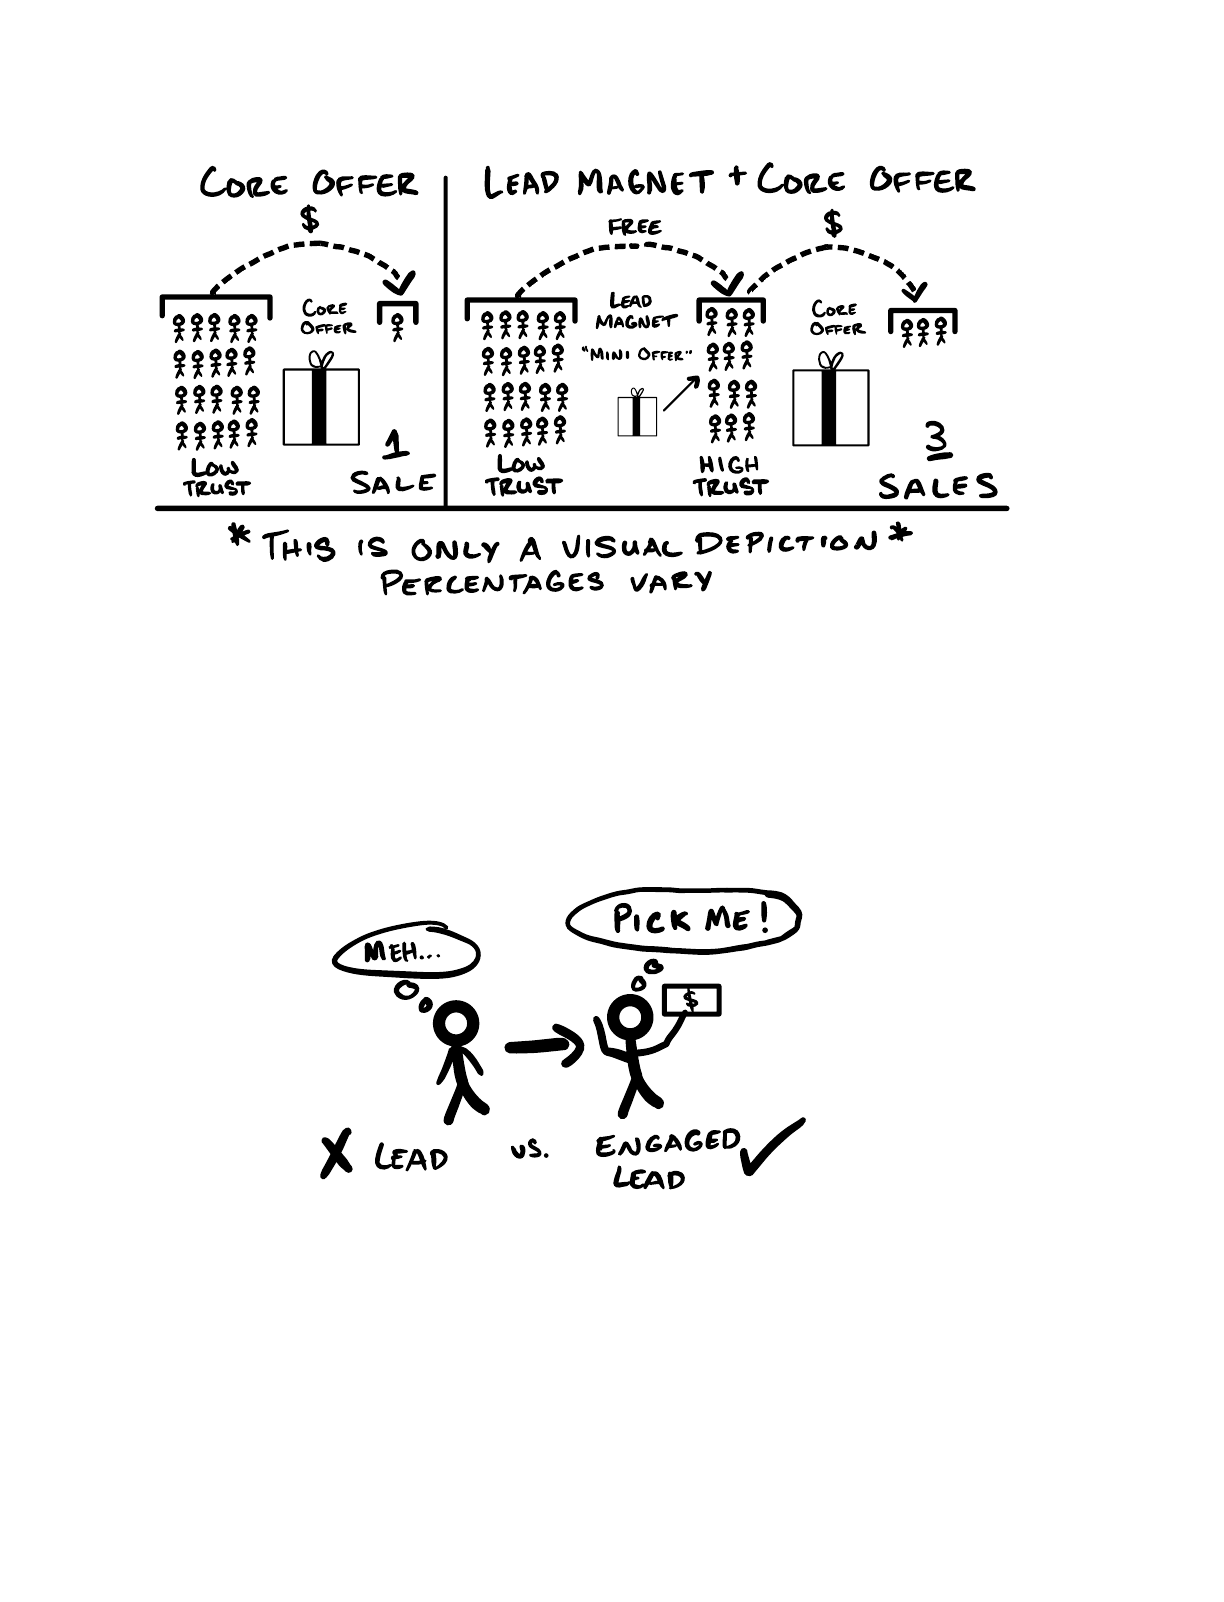 CORE OFFER
$
CORE
OFFER
LOW
TRUST
1
SALE
LEAD MAGNET + CORE OFFER
FREE
$
LEAD
MAGNET
"MINI OFFER"
CORE
OFFER
LOW
TRUST
HIGH
TRUST
3
SALES
*THIS IS ONLY A VISUAL DEPICTION*
PERCENTAGES VARY
MEH...
PICK ME!
$
X LEAD vs. ENGAGED
LEAD